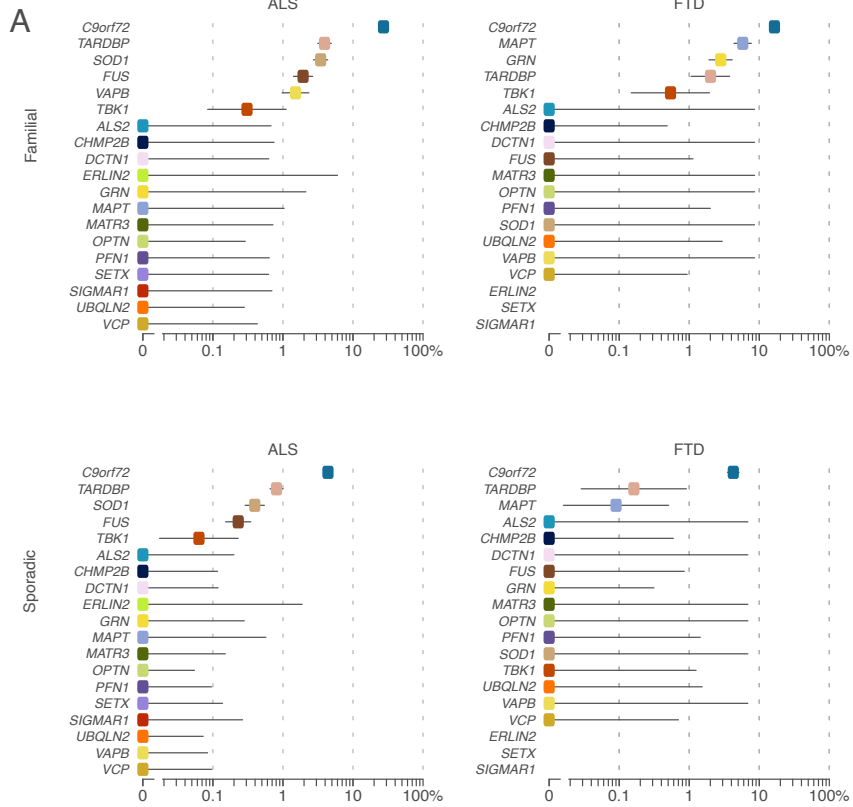 A
ALS
FTD
Familial
C9orf72
TARDBP
SOD1
FUS
VAPB
TBK1
ALS2
CHMP2B
DCTN1
ERLIN2
GRN
MAPT
MATR3
OPTN
PFN1
SETX
SIGMAR1
UBQLN2
VCP
0 0.1 1 10 100%
C9orf72
MAPT
GRN
TARDBP
TBK1
ALS2
CHMP2B
DCTN1
FUS
MATR3
OPTN
PFN1
SOD1
UBQLN2
VAPB
VCP
ERLIN2
SETX
SIGMAR1
0 0.1 1 10 100%
ALS
FTD
Sporadic
C9orf72
TARDBP
SOD1
FUS
TBK1
ALS2
CHMP2B
DCTN1
ERLIN2
GRN
MAPT
MATR3
OPTN
PFN1
SETX
SIGMAR1
UBQLN2
VAPB
VCP
0 0.1 1 10 100%
C9orf72
TARDBP
MAPT
ALS2
CHMP2B
DCTN1
FUS
GRN
MATR3
OPTN
PFN1
SOD1
TBK1
UBQLN2
VAPB
VCP
ERLIN2
SETX
SIGMAR1
0 0.1 1 10 100%